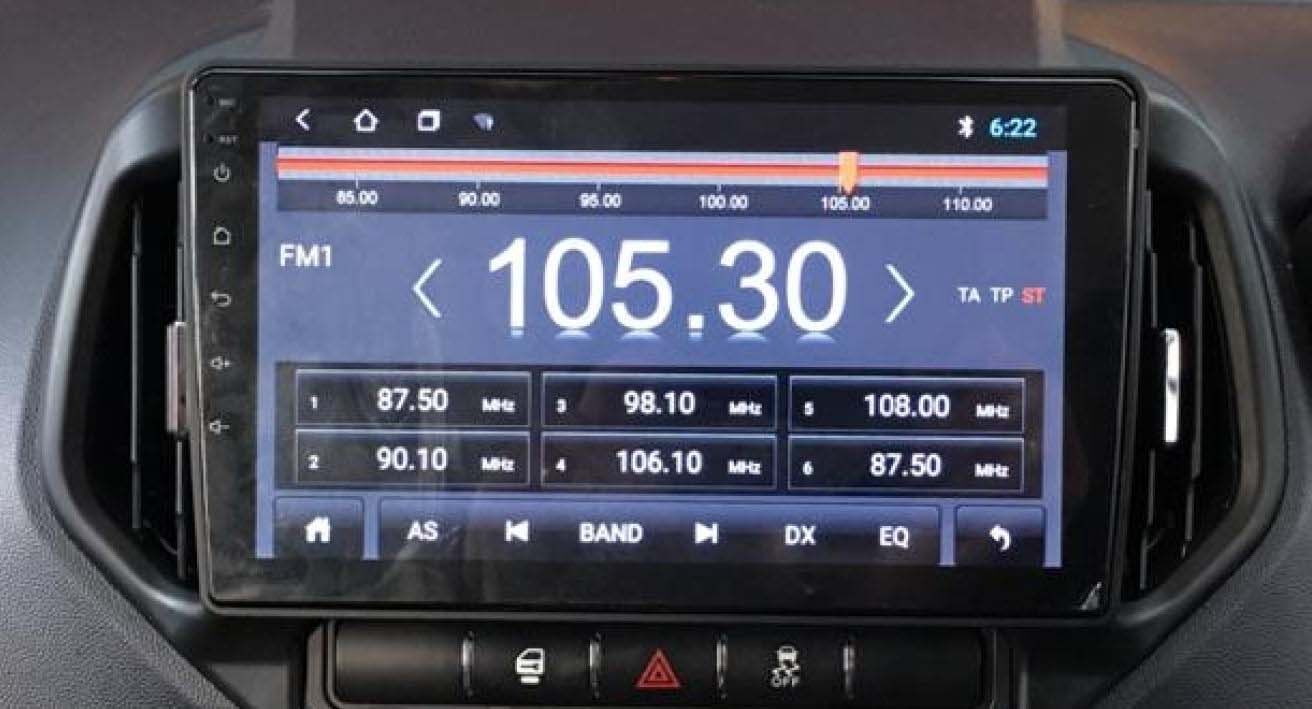 6:22
85.00 90.00 95.00 100.00 105.00 110.00
FM1
105.30
TA TP ST
1 87.50 MHz 3 98.10 MHz 5 108.00 MHz
2 90.10 MHz 4 106.10 MHz 6 87.50 MHz
AS BAND DX EQ
RST
OFF